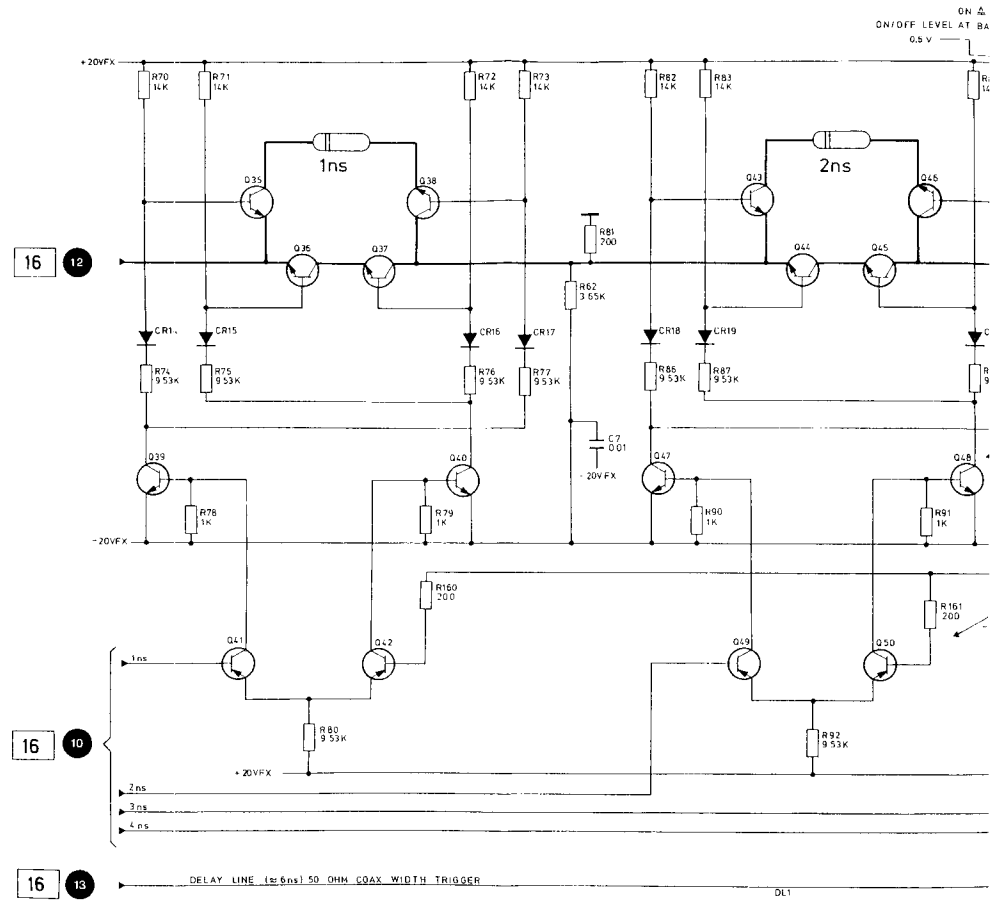 ON
ON/OFF LEVEL AT BA
0.5 V
+20VFX
R70 14K
R71 14K
R72 14K
R73 14K
R82 14K
R83 14K
1ns
2ns
Q35
Q38
Q43
Q46
R81 200
16
12
Q36
Q37
Q44
Q45
R62 3.65K
CR15
CR16
CR17
CR18
CR19
R74 9.53K
R75 9.53K
R76 9.53K
R77 9.53K
R86 9.53K
R87 9.53K
C7 0.01
-20VFX
Q39
Q40
Q47
Q48
R78 1K
R79 1K
R90 1K
R91 1K
-20VFX
R160 200
R161 200
Q41
Q42
Q49
Q50
1ns
16
10
R80 9.53K
R92 9.53K
+20VFX
2ns
3ns
4ns
16
13
DELAY LINE (≈6ns) 50 OHM COAX WIDTH TRIGGER
DL1